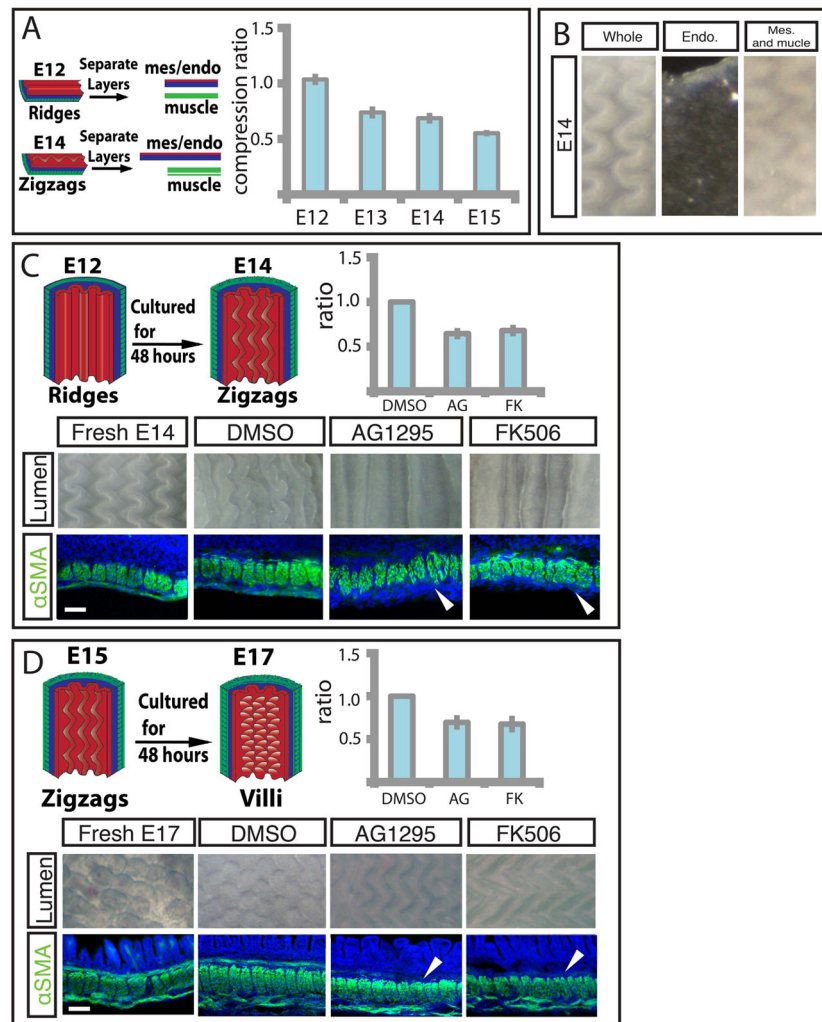 A
E12
Ridges
Separate
Layers
mes/endo
muscle
E14
Zigzags
Separate
Layers
mes/endo
muscle
compression ratio
1.5
1.0
0.5
E12 E13 E14 E15
B
Whole
Endo.
Mes.
and mucle
E14
C
E12
Ridges
Cultured
for
48 hours
E14
Zigzags
ratio
1.5
1.0
0.5
DMSO AG FK
Fresh E14 DMSO AG1295 FK506
Lumen
αSMA
D
E15
Zigzags
Cultured
for
48 hours
E17
Villi
ratio
1.5
1.0
0.5
DMSO AG FK
Fresh E17 DMSO AG1295 FK506
Lumen
αSMA